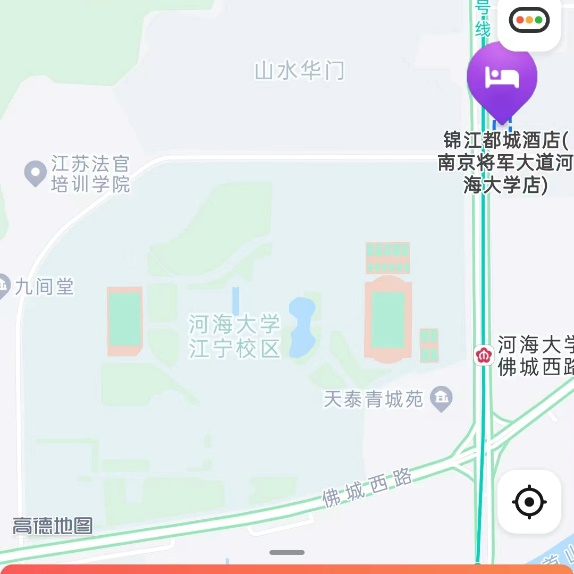 号
线
山水华门
锦江都城酒店(
南京将军大道河
海大学店)
江苏法官
培训学院
九间堂
河海大学
江宁校区
河海大学
佛城西路
天泰青城苑
佛城西路
高德地图